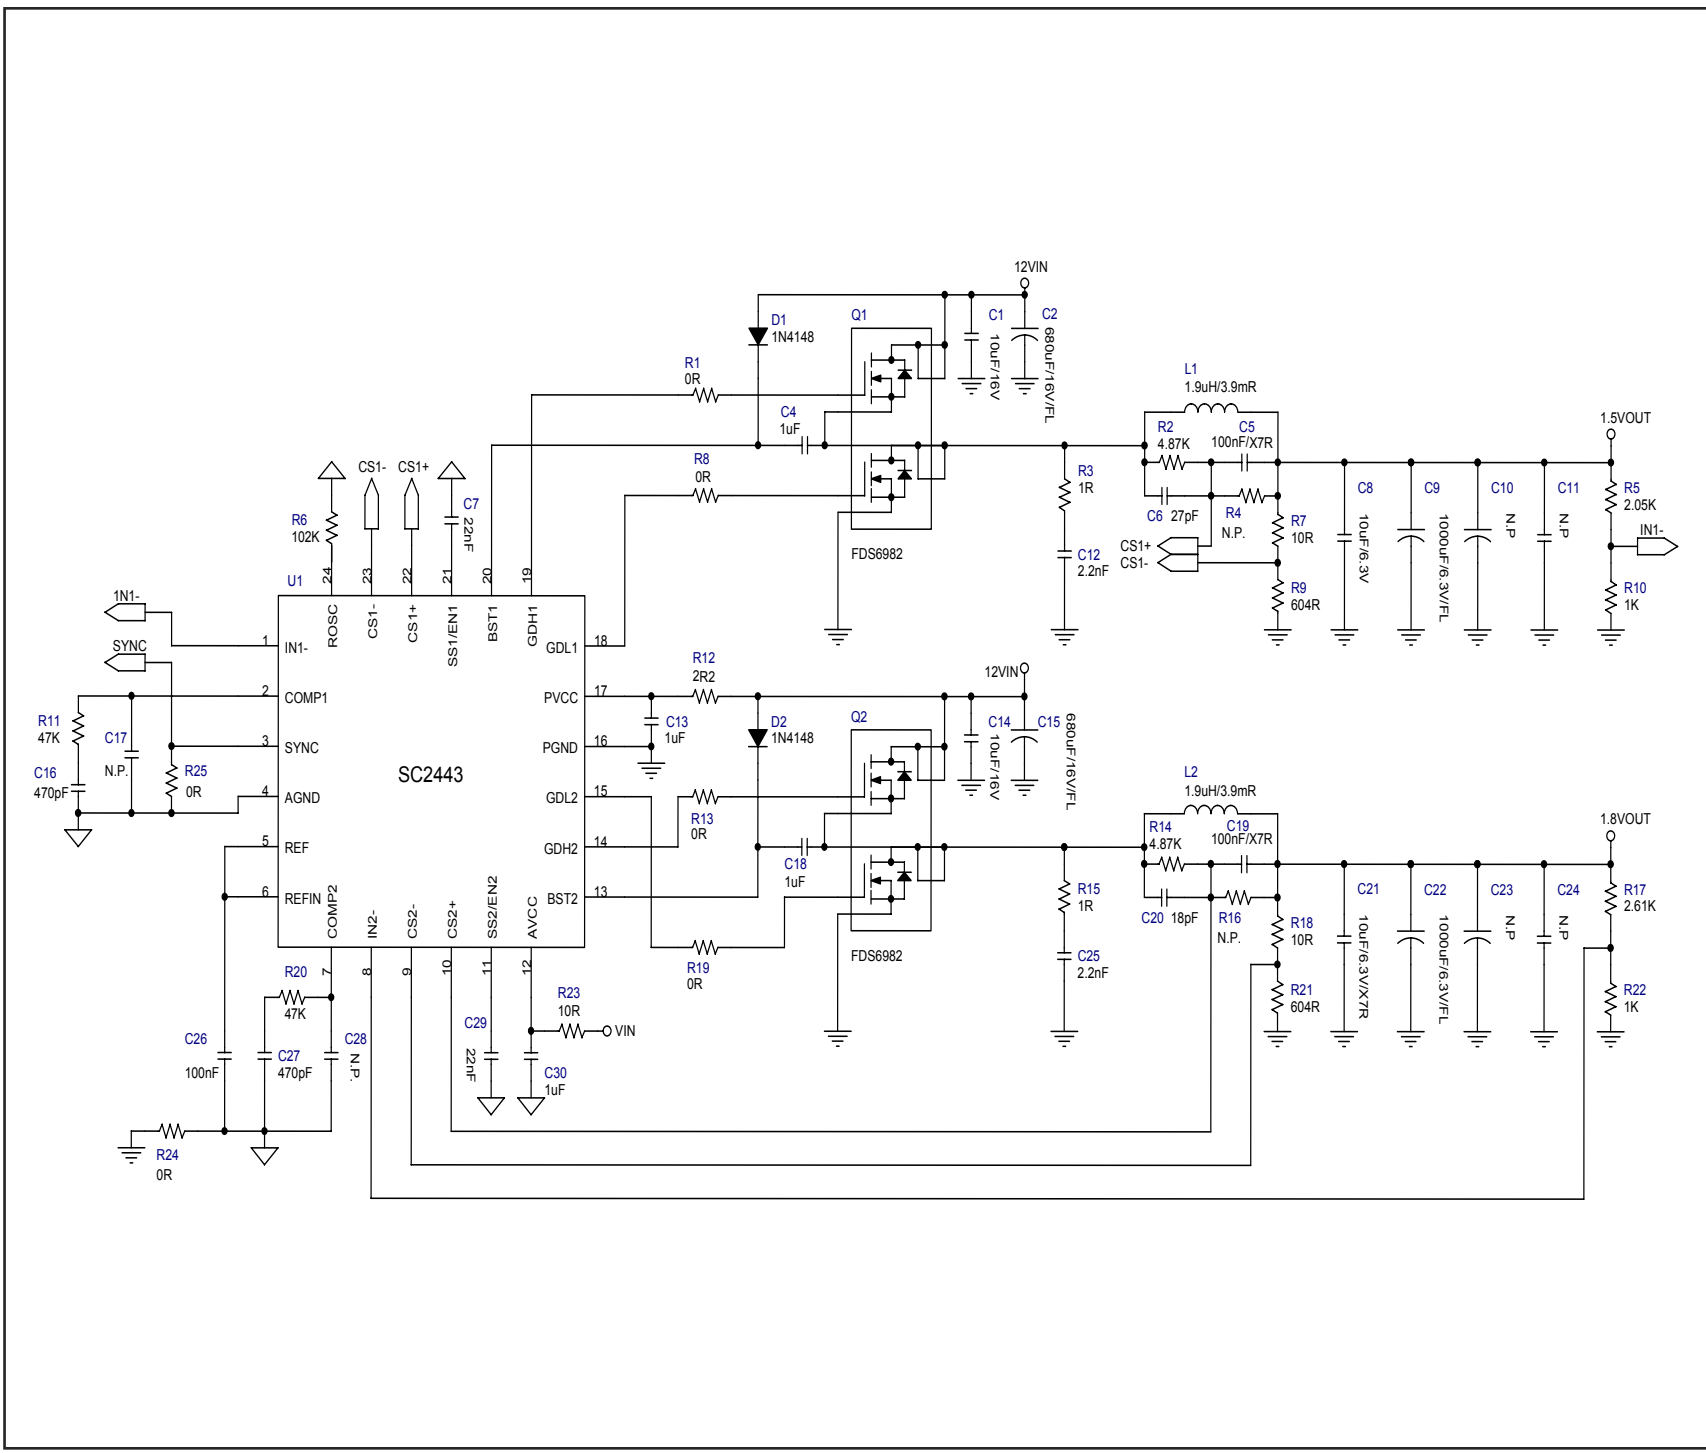 12VIN
D1
1N4148
Q1
C1
10uF/16V
C2
680uF/16V/FL
R1
0R
C4
1uF
R8
0R
FDS6982
L1
1.9uH/3.9mR
R2
4.87K
C5
100nF/X7R
C6
27pF
R4
N.P.
R3
1R
C12
2.2nF
CS1+
CS1-
R7
10R
R9
604R
C8
10uF/6.3V
C9
1000uF/6.3V/FL
C10
N.P
C11
N.P
1.5VOUT
R5
2.05K
IN1-
R10
1K
CS1-
CS1+
R6
102K
C7
22nF
24
23
22
21
20
19
U1
ROSC
CS1-
CS1+
SS1/EN1
BST1
GDH1
1N1-
SYNC
1
IN1-
2
COMP1
3
SYNC
4
AGND
5
REF
6
REFIN
SC2443
GDL1
18
PVCC
17
PGND
16
GDL2
15
GDH2
14
BST2
13
COMP2
IN2-
CS2-
CS2+
SS2/EN2
AVCC
7
8
9
10
11
12
R11
47K
C17
N.P.
C16
470pF
R25
0R
R12
2R2
C13
1uF
12VIN
D2
1N4148
Q2
C14
10uF/16V
C15
680uF/16V/FL
R13
0R
C18
1uF
R19
0R
FDS6982
L2
1.9uH/3.9mR
R14
4.87K
C19
100nF/X7R
C20
18pF
R16
N.P.
R15
1R
C25
2.2nF
R18
10R
R21
604R
C21
10uF/6.3V/X7R
C22
1000uF/6.3V/FL
C23
N.P
C24
N.P
1.8VOUT
R17
2.61K
R22
1K
R20
47K
C26
100nF
C27
470pF
C28
N.P.
C29
22nF
R23
10R
VIN
C30
1uF
R24
0R